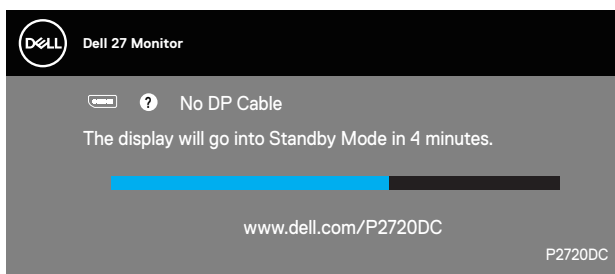 DELL
Dell 27 Monitor
? No DP Cable
The display will go into Standby Mode in 4 minutes.
www.dell.com/P2720DC
P2720DC